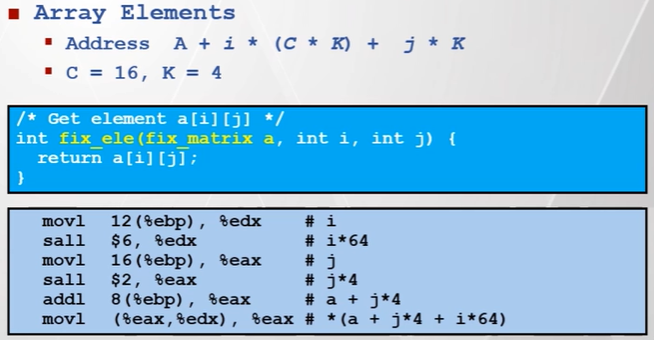 Array Elements
Address A + i * (C * K) + j * K
C = 16, K = 4
/* Get element a[i][j] */
int fix_ele(fix_matrix a, int i, int j) {
return a[i][j];
}
movl 12(%ebp), %edx # i
sall $6, %edx # i*64
movl 16(%ebp), %eax # j
sall $2, %eax # j*4
addl 8(%ebp), %eax # a + j*4
movl (%eax,%edx), %eax # *(a + j*4 + i*64)